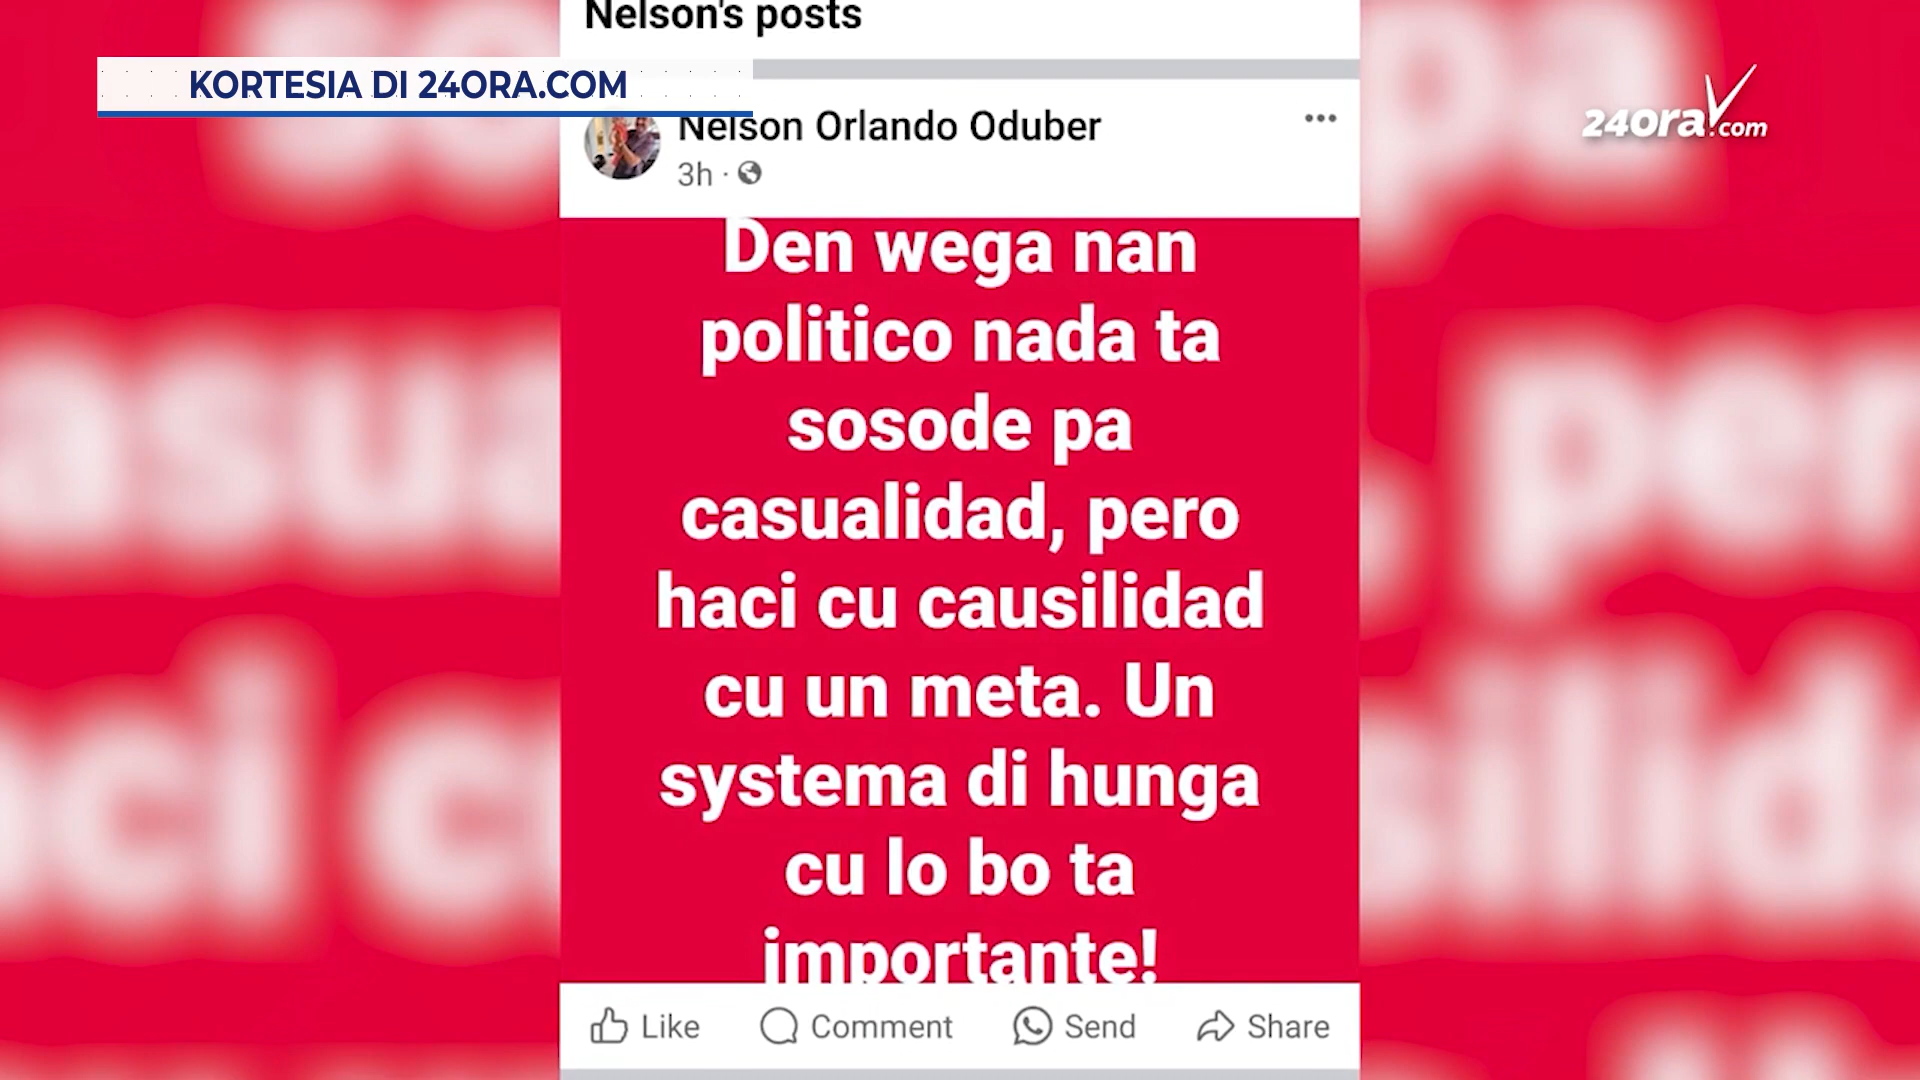 Nelson's posts
KORTESIA DI 24ORA.COM
24ora.com
Nelson Orlando Oduber
3h ·
Den wega nan
politico nada ta
sosode pa
casualidad, pero
haci cu causilidad
cu un meta. Un
systema di hunga
cu lo bo ta
importante!
Like
Comment
Send
Share